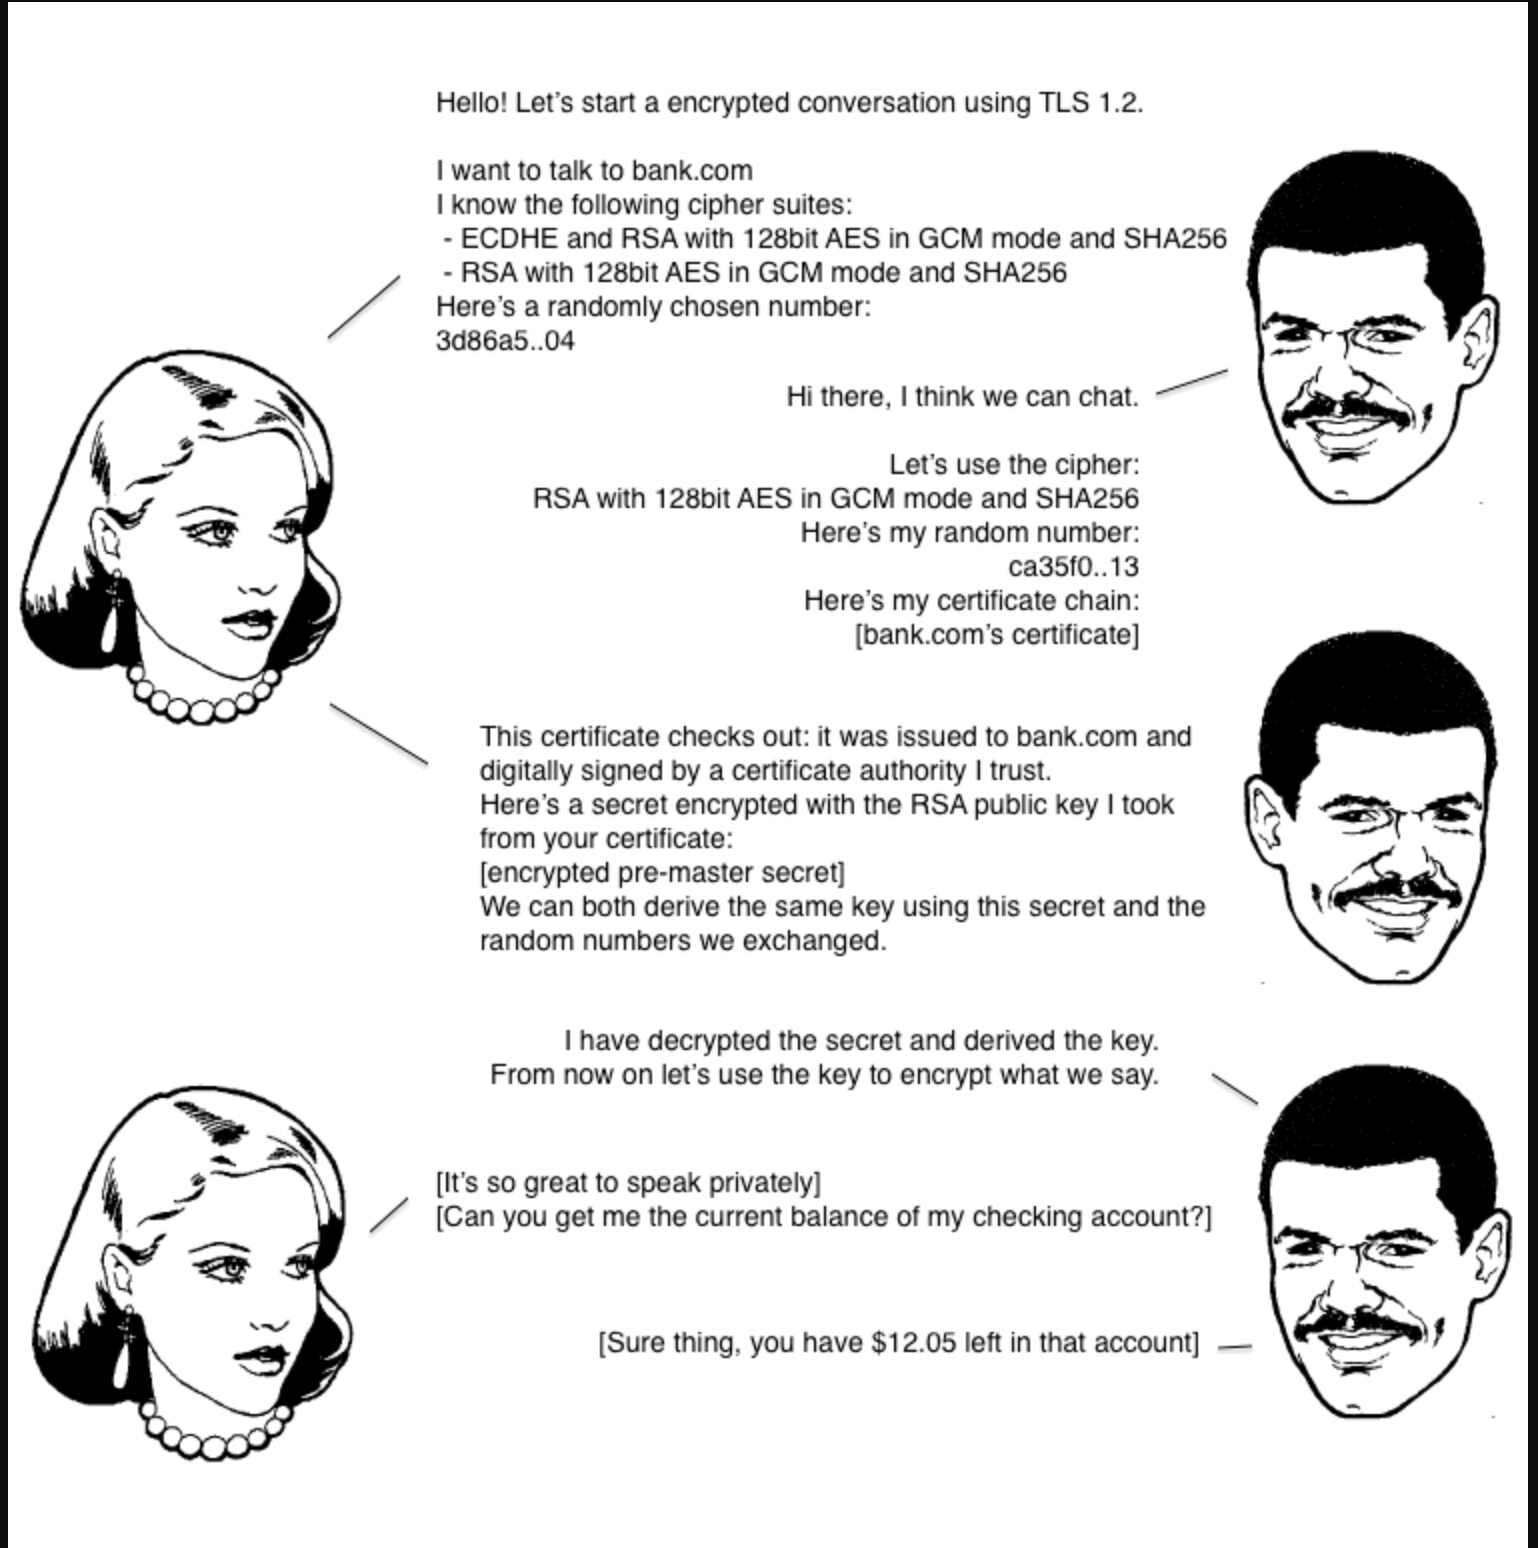 Hello! Let’s start a encrypted conversation using TLS 1.2.
I want to talk to bank.com
I know the following cipher suites:
- ECDHE and RSA with 128bit AES in GCM mode and SHA256
- RSA with 128bit AES in GCM mode and SHA256
Here’s a randomly chosen number:
3d86a5..04
Hi there, I think we can chat.
Let’s use the cipher:
RSA with 128bit AES in GCM mode and SHA256
Here’s my random number:
ca35f0..13
Here’s my certificate chain:
[bank.com’s certificate]
This certificate checks out: it was issued to bank.com and
digitally signed by a certificate authority I trust.
Here’s a secret encrypted with the RSA public key I took
from your certificate:
[encrypted pre-master secret]
We can both derive the same key using this secret and the
random numbers we exchanged.
I have decrypted the secret and derived the key.
From now on let’s use the key to encrypt what we say.
[It’s so great to speak privately]
[Can you get me the current balance of my checking account?]
[Sure thing, you have $12.05 left in that account]